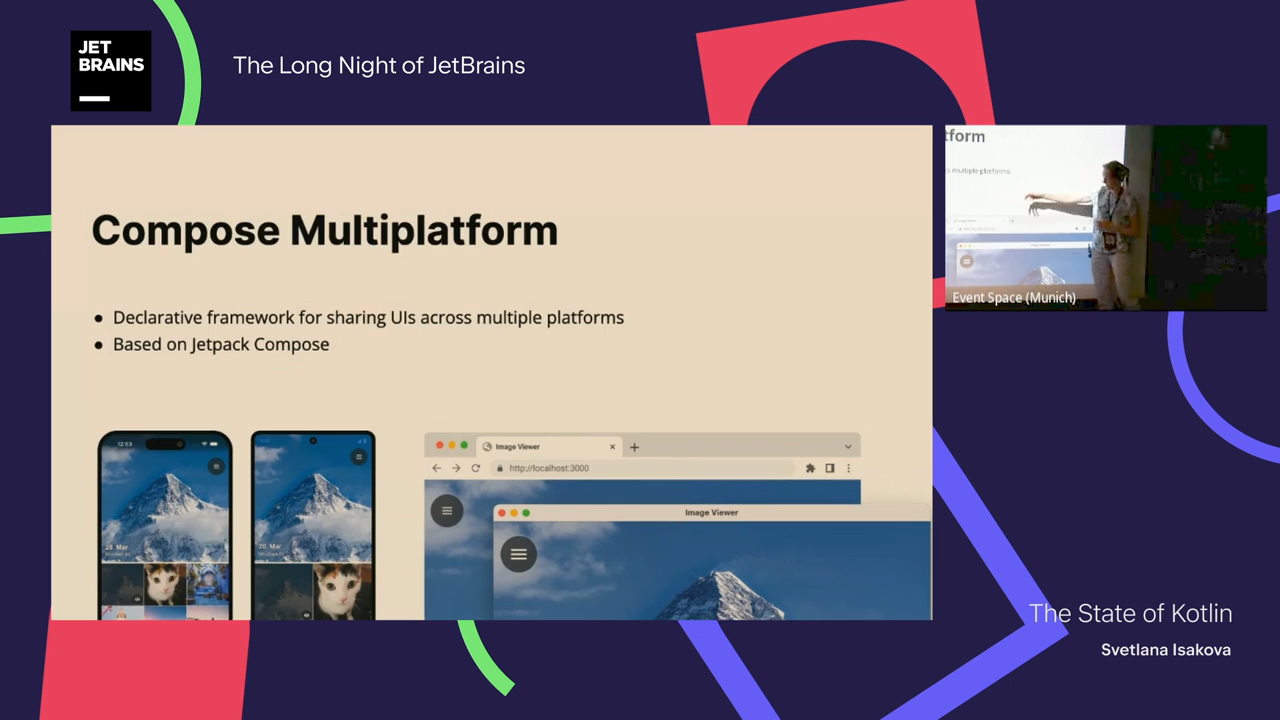 JET
BRAINS
The Long Night of JetBrains
Compose Multiplatform
● Declarative framework for sharing UIs across multiple platforms
● Based on Jetpack Compose
12:53
20. Mar
20. Mar
Image Viewer
http://localhost:3000
Image Viewer
tform
multiple platforms
Event Space (Munich)
The State of Kotlin
Svetlana Isakova